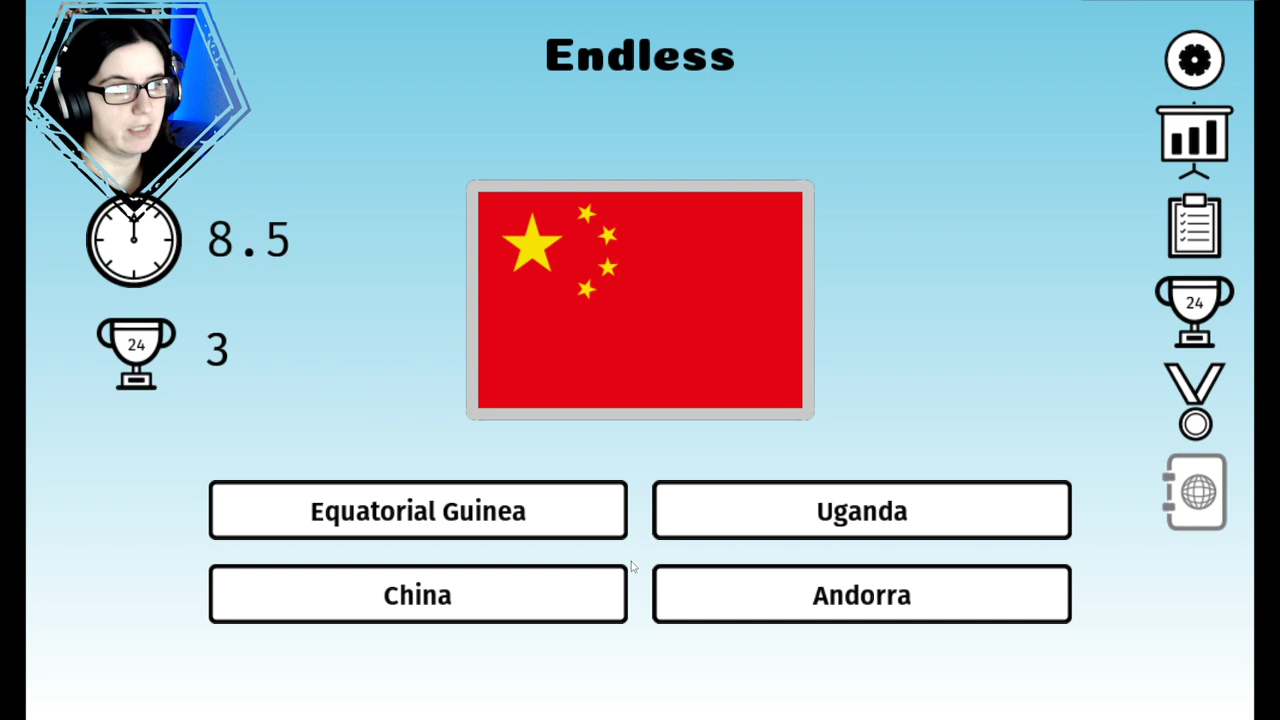 Endless
8.5
24
3
24
Equatorial Guinea
Uganda
China
Andorra